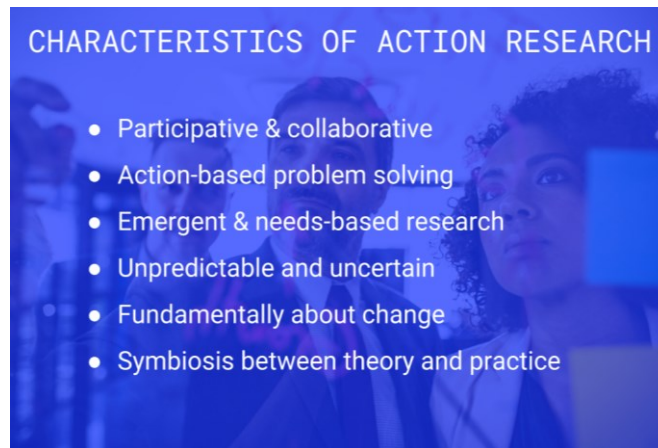 CHARACTERISTICS OF ACTION RESEARCH
● Participative & collaborative
● Action-based problem solving
● Emergent & needs-based research
● Unpredictable and uncertain
● Fundamentally about change
● Symbiosis between theory and practice